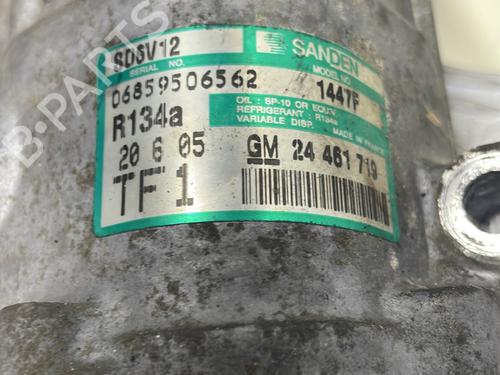 SDSV12
SANDEN
SERIAL NO.
MODEL NO.
06859506562
1447F
R134a
OIL : SP-10 OR EQUIV.
REFRIGERANT : R134a
VARIABLE DISP.
MADE IN FRANCE
20 6 05
GM 24 461 719
TF1
B-PARTS